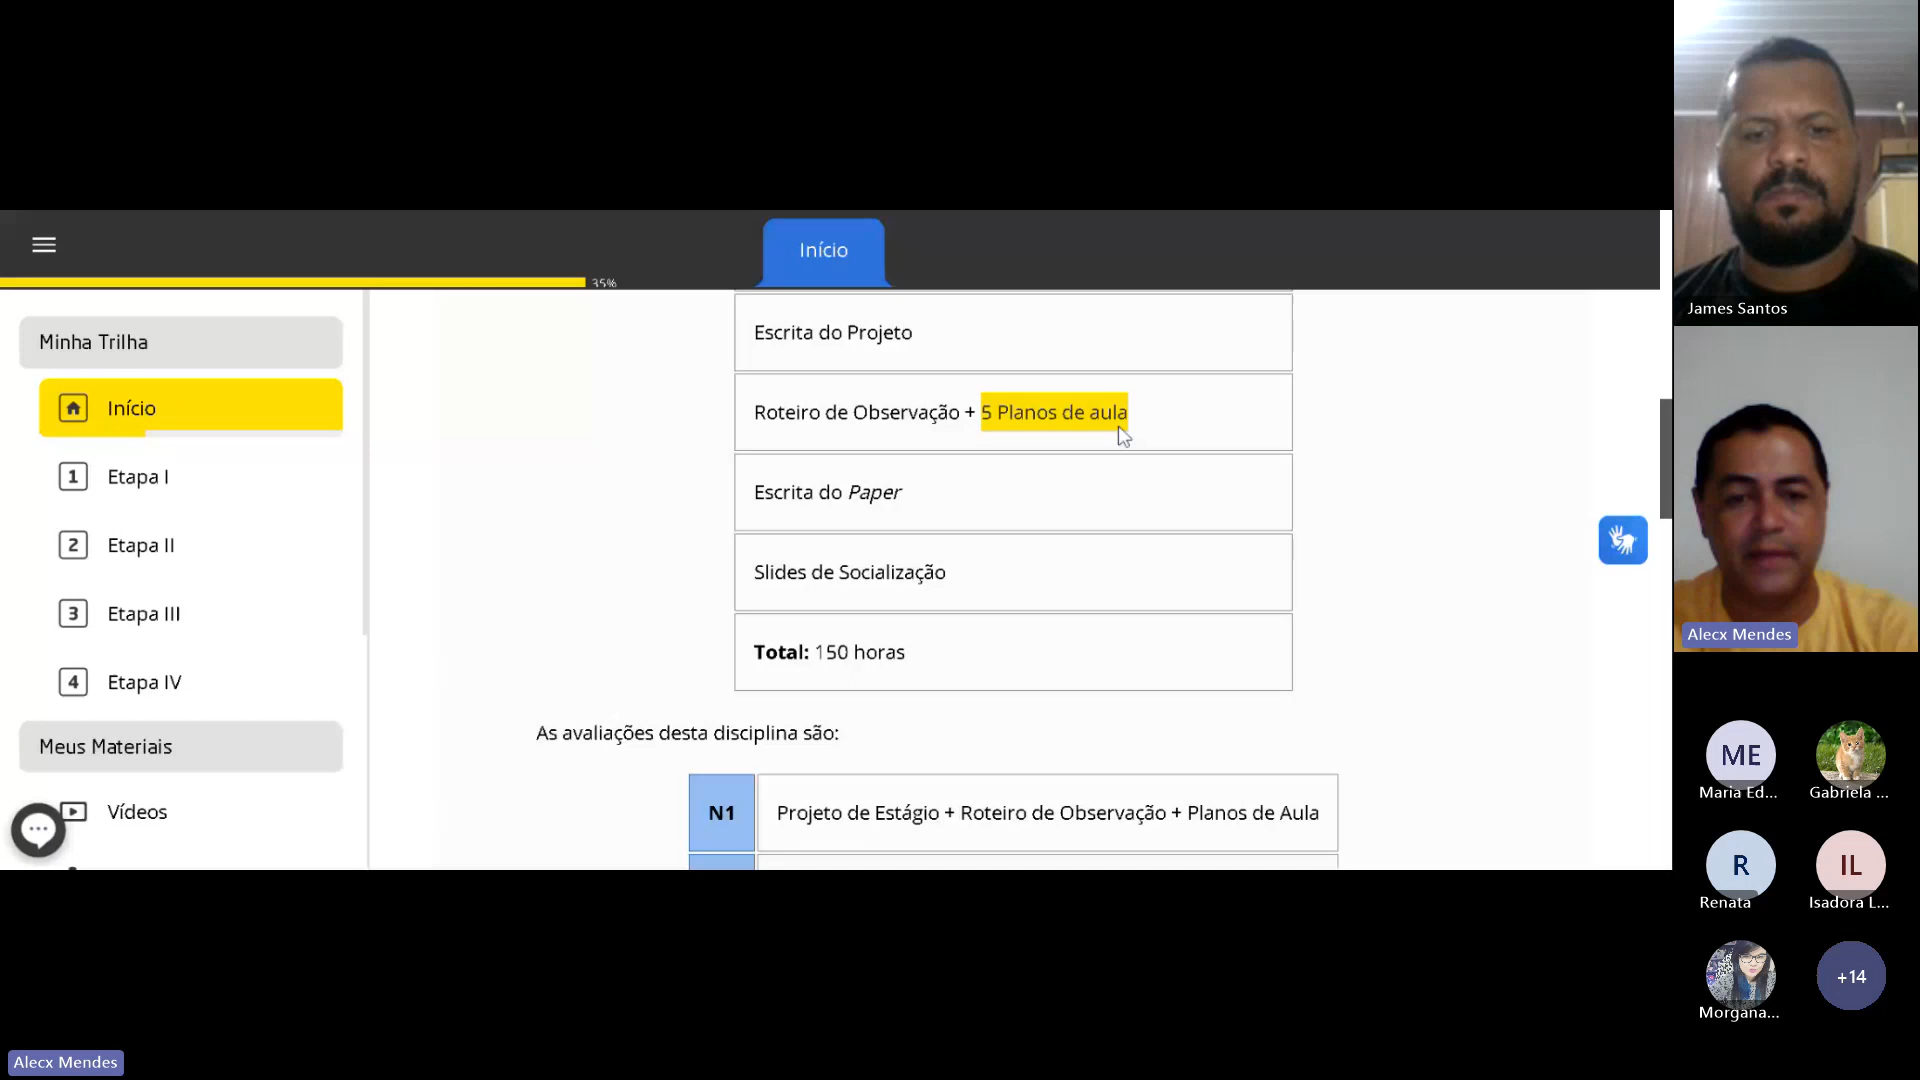 Início
35%
Minha Trilha
Início
1 Etapa I
2 Etapa II
3 Etapa III
4 Etapa IV
Meus Materiais
Vídeos
Escrita do Projeto
Roteiro de Observação + 5 Planos de aula
Escrita do Paper
Slides de Socialização
Total: 150 horas
As avaliações desta disciplina são:
N1 Projeto de Estágio + Roteiro de Observação + Planos de Aula
James Santos
Alecx Mendes
ME
Maria Ed...
Gabriela ...
R
Renata
IL
Isadora L...
Morgana...
+14
Alecx Mendes